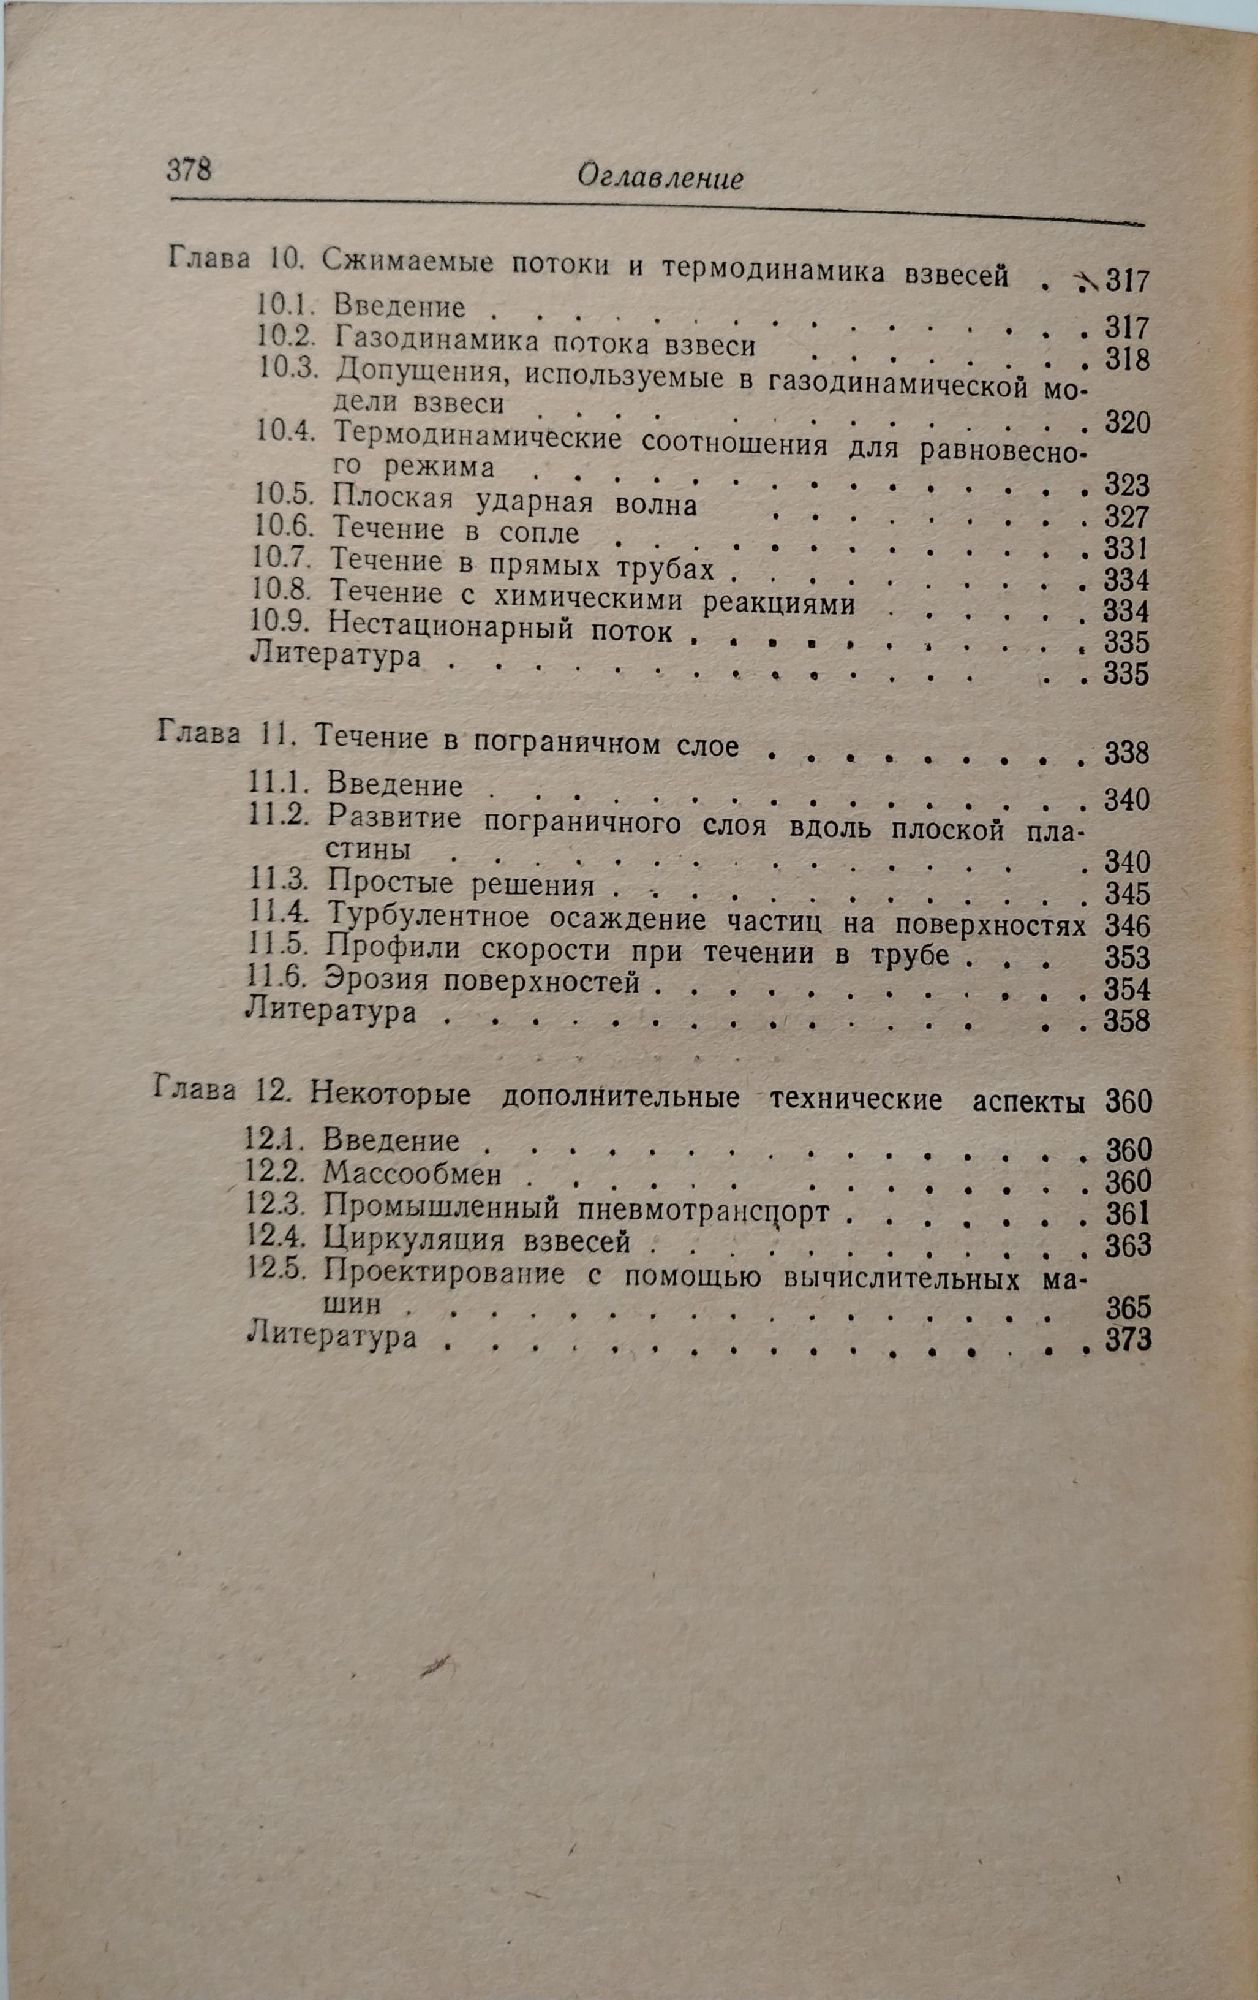 378
Оглавление
Глава 10. Сжимаемые потоки и термодинамика взвесей . . 317
10.1. Введение . . . . . . . . . . . . . . . . 317
10.2. Газодинамика потока взвеси . . . . . . . . 318
10.3. Допущения, используемые в газодинамической мо-
дели взвеси . . . . . . . . . . . . . . 320
10.4. Термодинамические соотношения для равновесно-
го режима . . . . . . . . . . . . . . . 323
10.5. Плоская ударная волна . . . . . . . . . 327
10.6. Течение в сопле . . . . . . . . . . . . . 331
10.7. Течение в прямых трубах . . . . . . . . . . 334
10.8. Течение с химическими реакциями . . . . . . 334
10.9. Нестационарный поток . . . . . . . . . . . 335
Литература . . . . . . . . . . . . . . . . 335
Глава 11. Течение в пограничном слое . . . . . . . . . 338
11.1. Введение . . . . . . . . . . . . . . . . 340
11.2. Развитие пограничного слоя вдоль плоской пла-
стины . . . . . . . . . . . . . . . . 340
11.3. Простые решения . . . . . . . . . . . . . 345
11.4. Турбулентное осаждение частиц на поверхностях 346
11.5. Профили скорости при течении в трубе . . . 353
11.6. Эрозия поверхностей . . . . . . . . . . . . 354
Литература . . . . . . . . . . . . . . . . 358
Глава 12. Некоторые дополнительные технические аспекты 360
12.1. Введение . . . . . . . . . . . . . . . . 360
12.2. Массообмен . . . . . . . . . . . . . . 360
12.3. Промышленный пневмотранспорт . . . . . . . 361
12.4. Циркуляция взвесей . . . . . . . . . . . . 363
12.5. Проектирование с помощью вычислительных ма-
шин . . . . . . . . . . . . . . . . . 365
Литература . . . . . . . . . . . . . . . . . 373